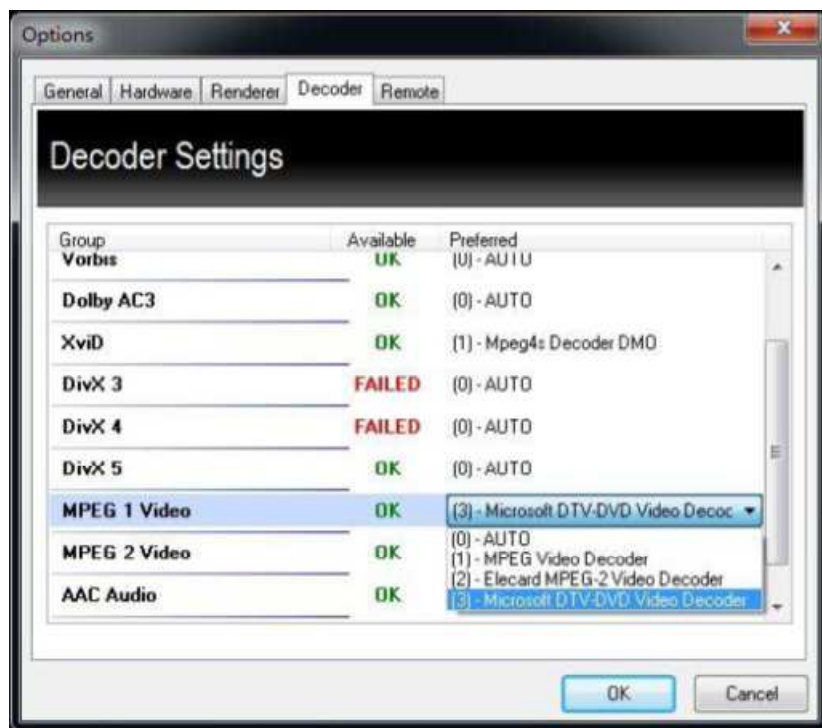 Options
General Hardware Renderer Decoder Remote
Decoder Settings
Group Available Preferred
Vorbis OK (0) - AUTO
Dolby AC3 OK (0) - AUTO
XviD OK (1) - Mpeg4s Decoder DMO
DivX 3 FAILED (0) - AUTO
DivX 4 FAILED (0) - AUTO
DivX 5 OK (0) - AUTO
MPEG 1 Video OK (3) - Microsoft DTV-DVD Video Decoc
(0) - AUTO
(1) - MPEG Video Decoder
MPEG 2 Video OK
(2) - Elecard MPEG-2 Video Decoder
(3) - Microsoft DTV-DVD Video Decoder
AAC Audio OK
OK Cancel